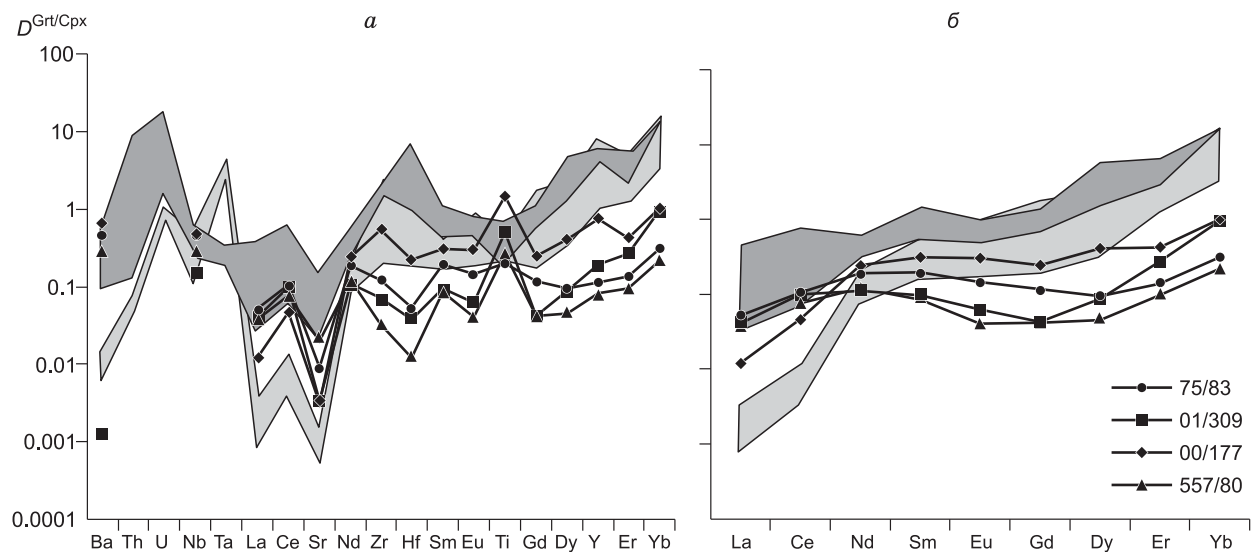 D^Grt/Cpx
а
б
100
10
1
0.1
0.01
0.001
0.0001
Ba Th U Nb Ta La Ce Sr Nd Zr Hf Sm Eu Ti Gd Dy Y Er Yb
La Ce Nd Sm Eu Gd Dy Er Yb
75/83
01/309
00/177
557/80